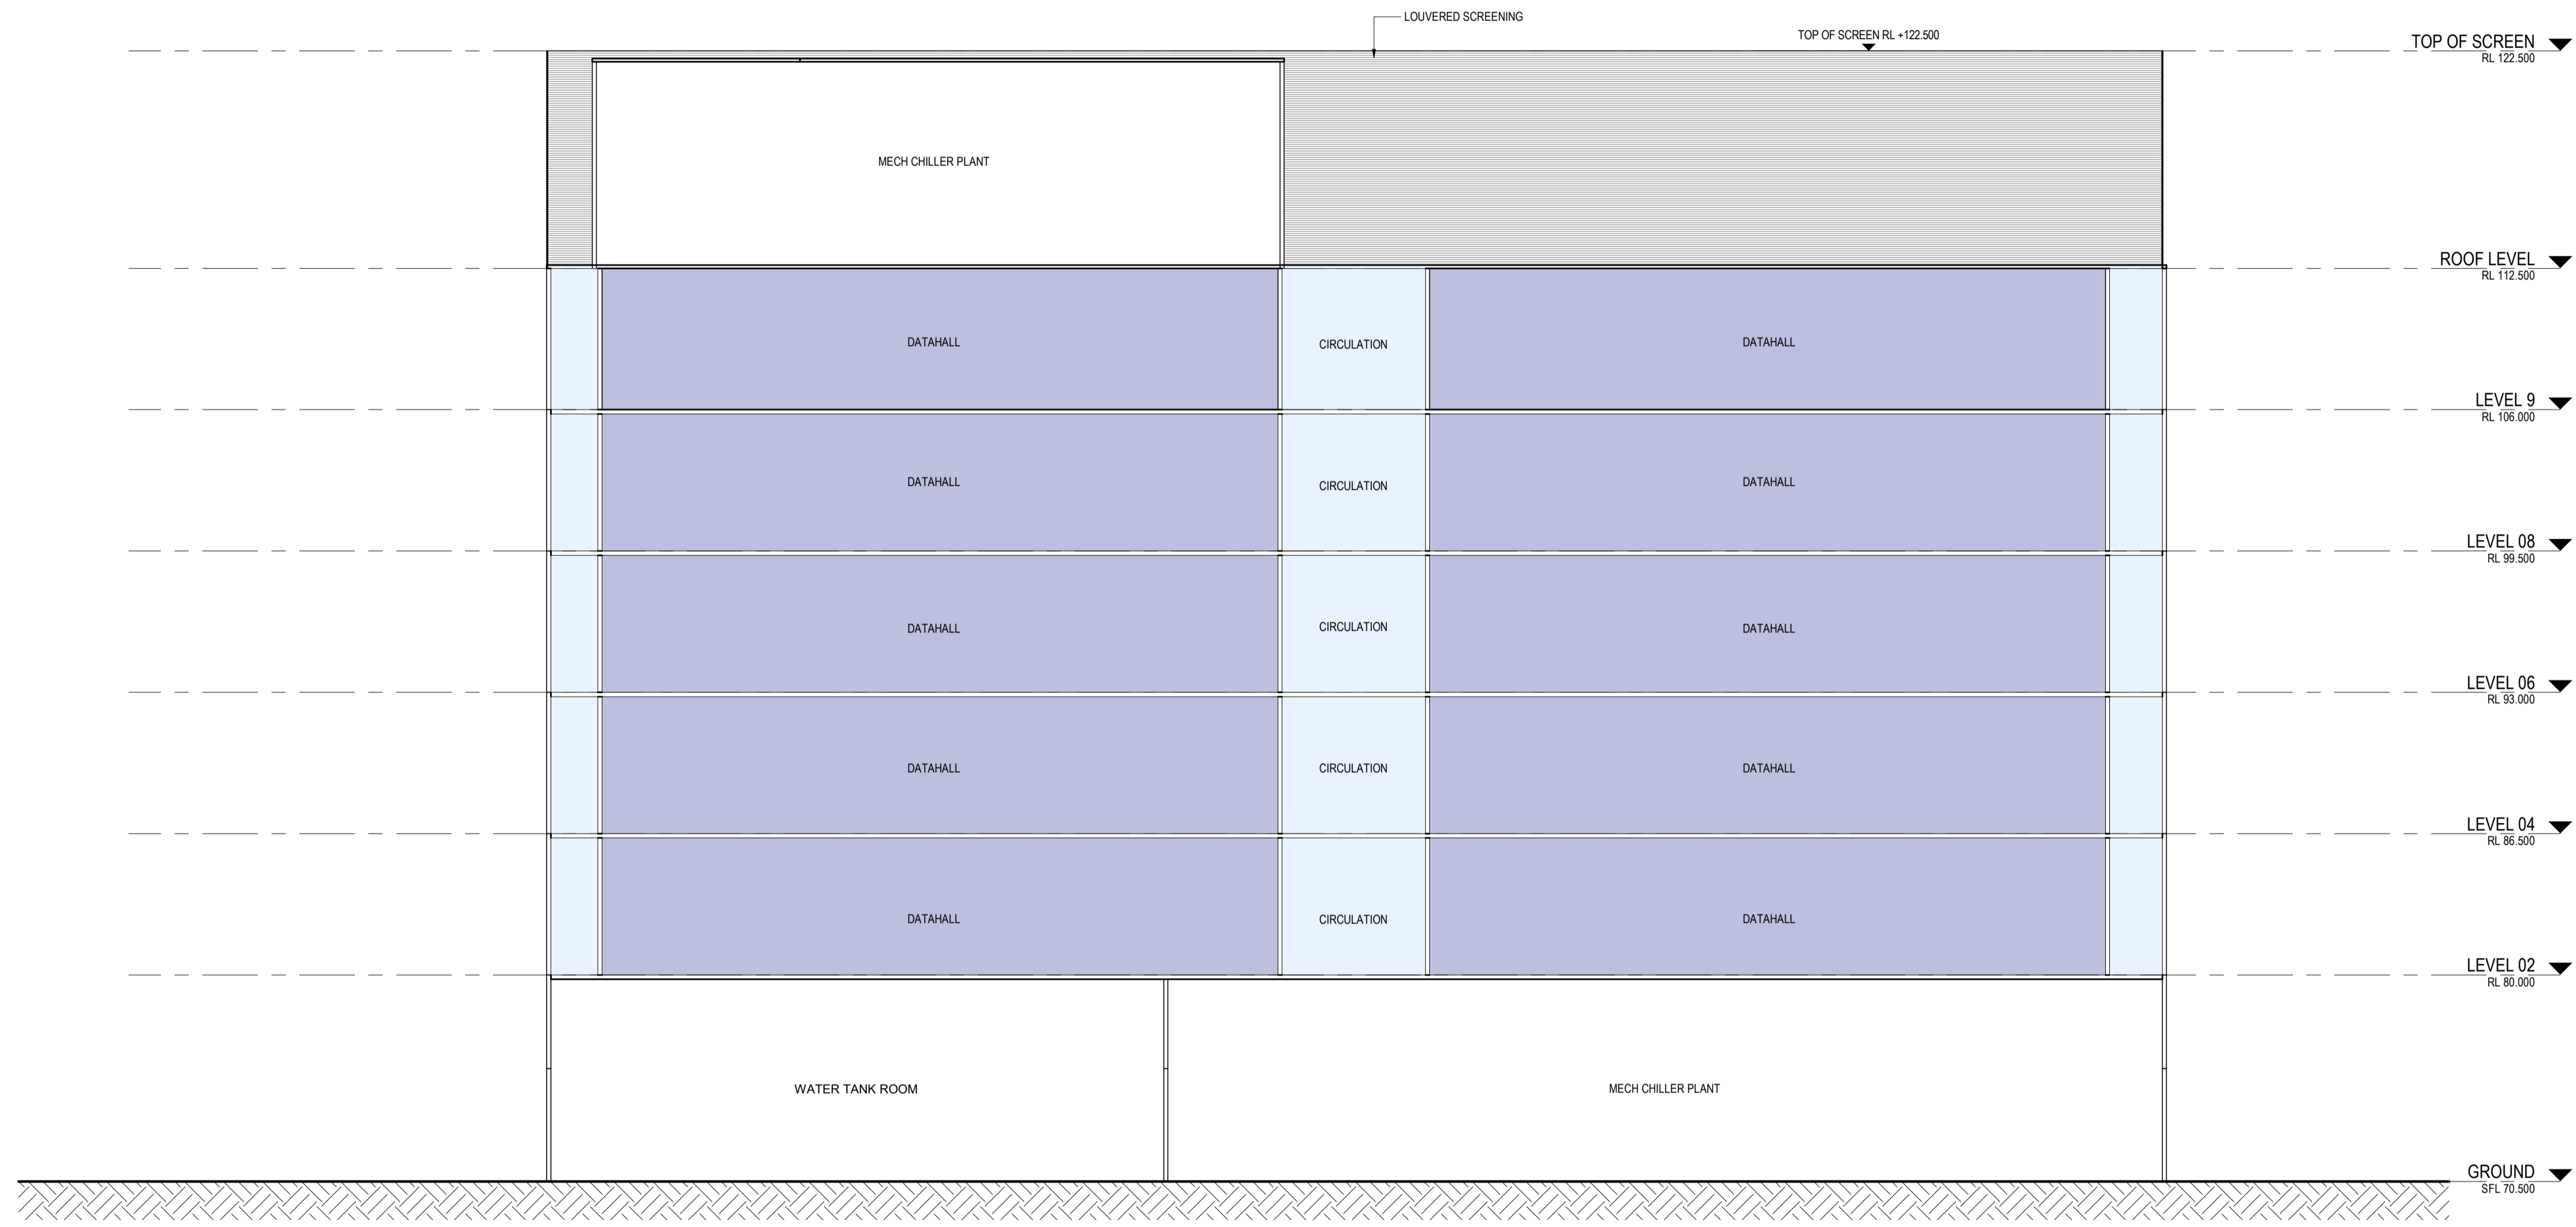 LOUVERED SCREENING
TOP OF SCREEN RL +122.500
TOP OF SCREEN
RL 122.500
MECH CHILLER PLANT
ROOF LEVEL
RL 112.500
DATAHALL
CIRCULATION
DATAHALL
LEVEL 9
RL 106.000
DATAHALL
CIRCULATION
DATAHALL
LEVEL 08
RL 99.500
DATAHALL
CIRCULATION
DATAHALL
LEVEL 06
RL 93.000
DATAHALL
CIRCULATION
DATAHALL
LEVEL 04
RL 86.500
DATAHALL
CIRCULATION
DATAHALL
LEVEL 02
RL 80.000
WATER TANK ROOM
MECH CHILLER PLANT
GROUND
SFL 70.500